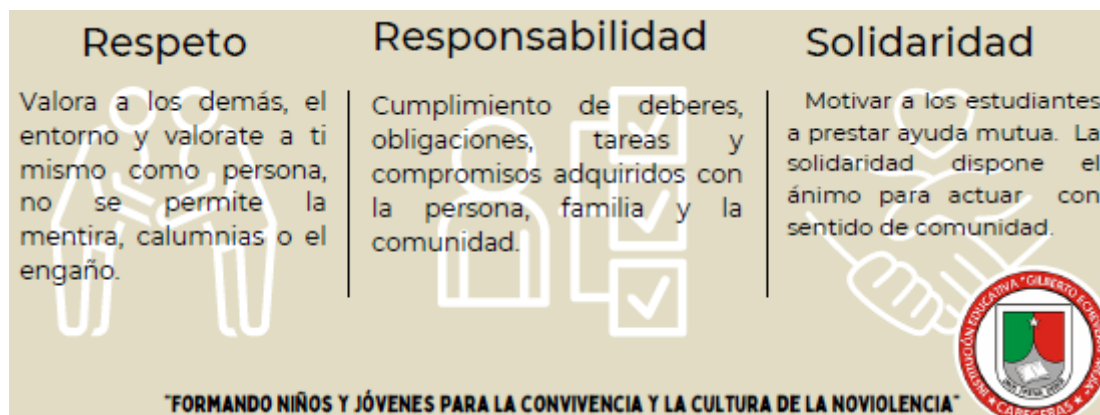 Respeto
Valora a los demás, el
entorno y valorate a ti
mismo como persona,
no se permite la
mentira, calumnias o el
engaño.
Responsabilidad
Cumplimiento de deberes,
obligaciones, tareas y
compromisos adquiridos con
la persona, familia y la
comunidad.
Solidaridad
Motivar a los estudiantes
a prestar ayuda mutua. La
solidaridad dispone el
ánimo para actuar con
sentido de comunidad.
INSTITUCIÓN EDUCATIVA "GILBERTO ECHEVERRI MEJÍA"
CABECERAS
"FORMANDO NIÑOS Y JÓVENES PARA LA CONVIVENCIA Y LA CULTURA DE LA NOVIOLENCIA"